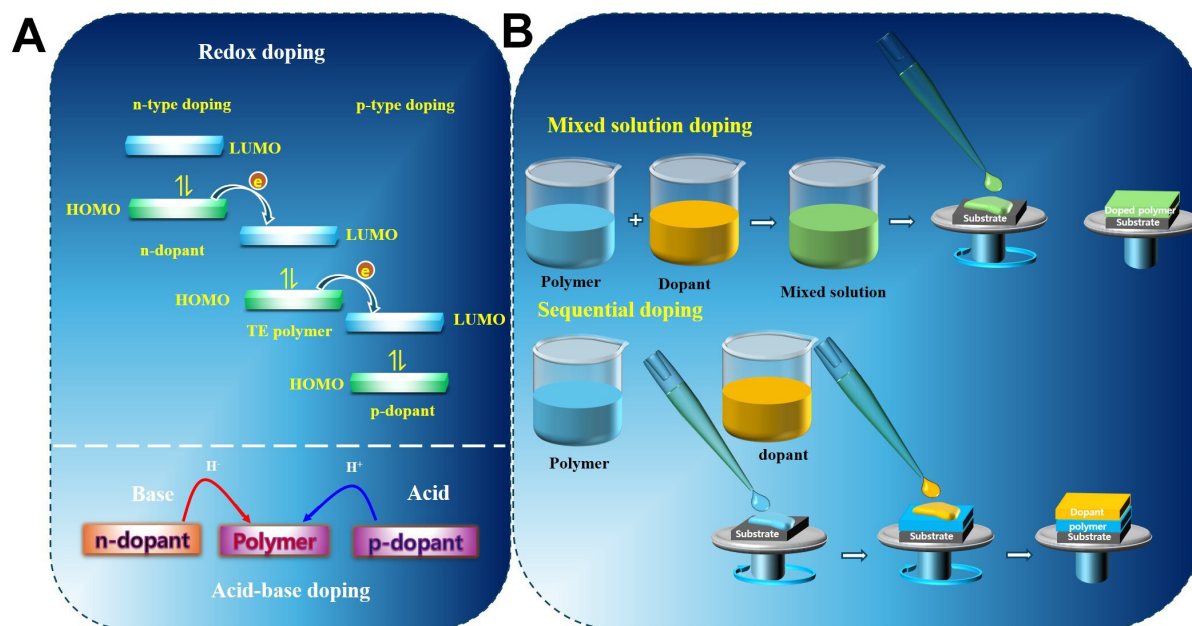 A
Redox doping
n-type doping
p-type doping
LUMO
e
HOMO
n-dopant
LUMO
e
HOMO
TE polymer
LUMO
HOMO
p-dopant
H-
H+
Base
Acid
n-dopant
Polymer
p-dopant
Acid-base doping
B
Mixed solution doping
+
Polymer
Dopant
Mixed solution
Substrate
Doped polymer
Substrate
Sequential doping
Polymer
dopant
Substrate
Substrate
Dopant
polymer
Substrate